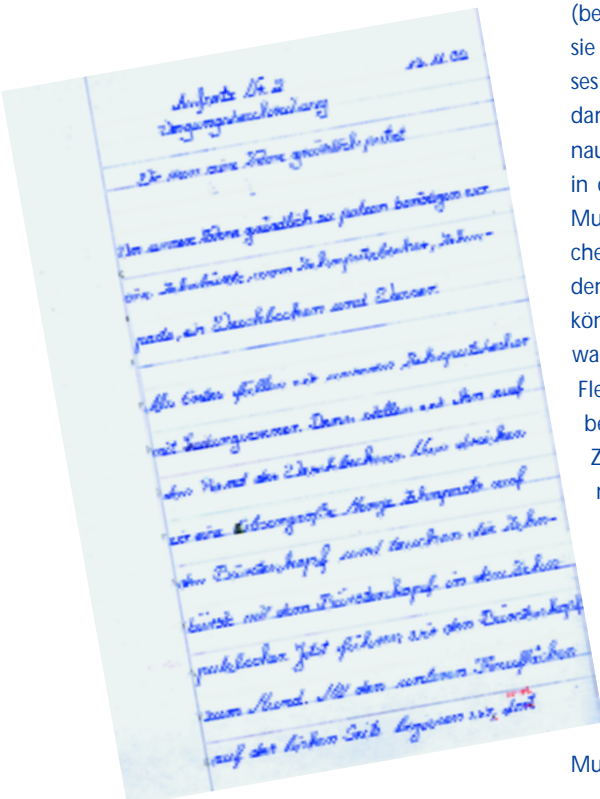 12.11.00
Aufsatz Nr. 2
Vorgangsbeschreibung
Wie man seine Zähne gründlich putzt
Um unsere Zähne gründlich zu putzen benötigen wir
eine Zahnbürste, einen Zahnputzbecher, Zahn-
pasta, ein Waschbecken und Wasser.
Als Erstes füllen wir unseren Zahnputzbecher
mit Leitungswasser. Dann stellen wir ihn auf
den Rand des Waschbeckens. Nun streichen
wir eine erbsengroße Menge Zahnpasta auf
den Bürstenkopf und tauchen die Zahn-
bürste mit dem Bürstenkopf in den Zahn-
putzbecher. Jetzt führen wir den Bürstenkopf
zum Mund. Mit den unteren Kauflächen
auf der linken Seite beginnen wir,
(be
sie
ses
dar
nau
in
Mu
che
der
kön
wa
Fle
be
Z
Mu